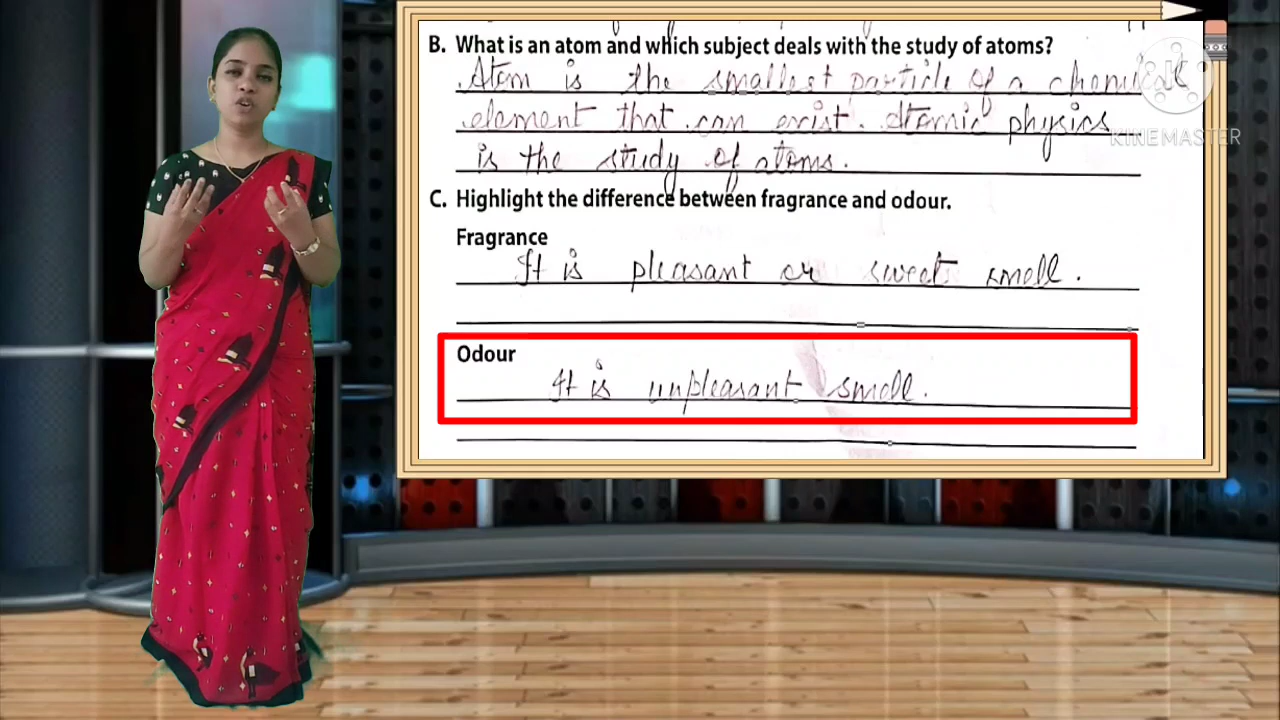 B. What is an atom and which subject deals with the study of atoms?
Atom is the smallest particle of a chemical
element that can exist. Atomic physics
is the study of atoms.
C. Highlight the difference between fragrance and odour.
Fragrance
It is pleasant or sweet smell.
Odour
It is unpleasant smell.
KINEMASTER